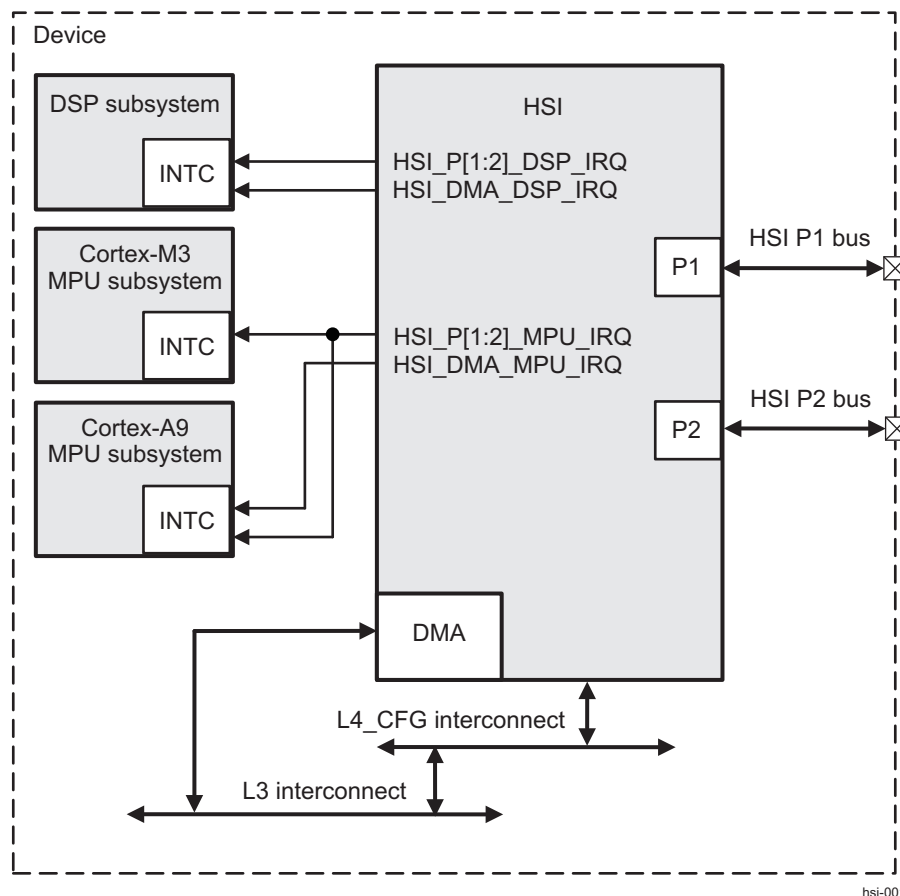 Device
DSP subsystem
INTC
HSI
HSI_P[1:2]_DSP_IRQ
HSI_DMA_DSP_IRQ
Cortex-M3
MPU subsystem
INTC
HSI_P[1:2]_MPU_IRQ
HSI_DMA_MPU_IRQ
Cortex-A9
MPU subsystem
INTC
P1
HSI P1 bus
P2
HSI P2 bus
DMA
L4_CFG interconnect
L3 interconnect
hsi-00